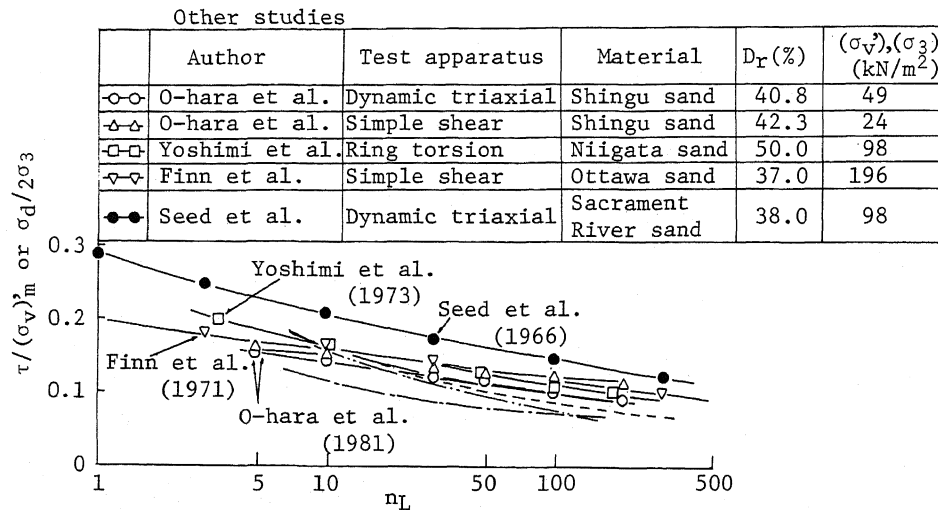 Other studies
Author Test apparatus Material Dr(%) (σv'),(σ3) (kN/m²)
O-hara et al. Dynamic triaxial Shingu sand 40.8 49
O-hara et al. Simple shear Shingu sand 42.3 24
Yoshimi et al. Ring torsion Niigata sand 50.0 98
Finn et al. Simple shear Ottawa sand 37.0 196
Seed et al. Dynamic triaxial Sacrament River sand 38.0 98
τ/(σv)'m or σd/2σ3
0.3
0.2
0.1
0
Yoshimi et al.
(1973)
Seed et al.
(1966)
Finn et al.
(1971)
O-hara et al.
(1981)
1 5 10 50 100 500
nL